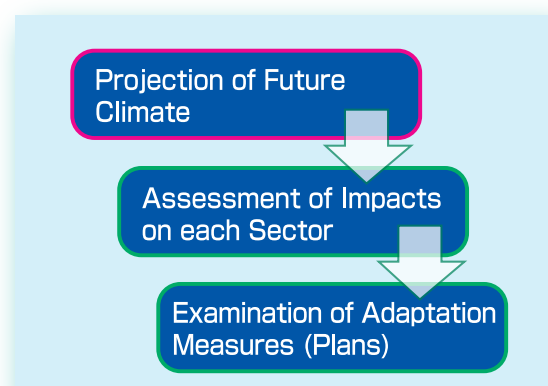 Projection of Future
Climate
Assessment of Impacts
on each Sector
Examination of Adaptation
Measures (Plans)